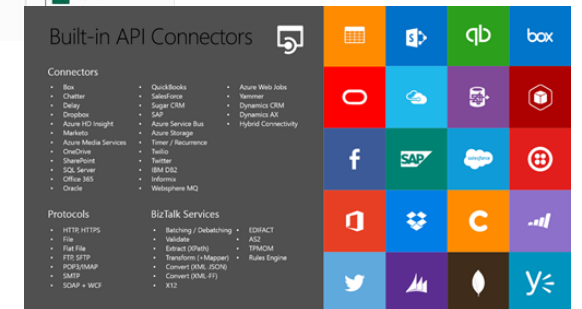 Built-in API Connectors
Connectors
Box
Chatter
Delay
Dropbox
Azure HD Insight
Marketo
Azure Media Services
OneDrive
SharePoint
SQL Server
Office 365
Oracle
QuickBooks
SalesForce
Sugar CRM
SAP
Azure Service Bus
Azure Storage
Timer / Recurrence
Twilio
Twitter
IBM DB2
Informix
Websphere MQ
Azure Web Jobs
Yammer
Dynamics CRM
Dynamics AX
Hybrid Connectivity
Protocols
HTTP, HTTPS
File
Flat File
FTP, SFTP
POP3/IMAP
SMTP
SOAP + WCF
BizTalk Services
Batching / Debatching
Validate
Extract (XPath)
Transform (+Mapper)
Convert (XML-JSON)
Convert (XML-FF)
X12
EDIFACT
AS2
TPMOM
Rules Engine
qb
box
f
SAP
salesforce
C